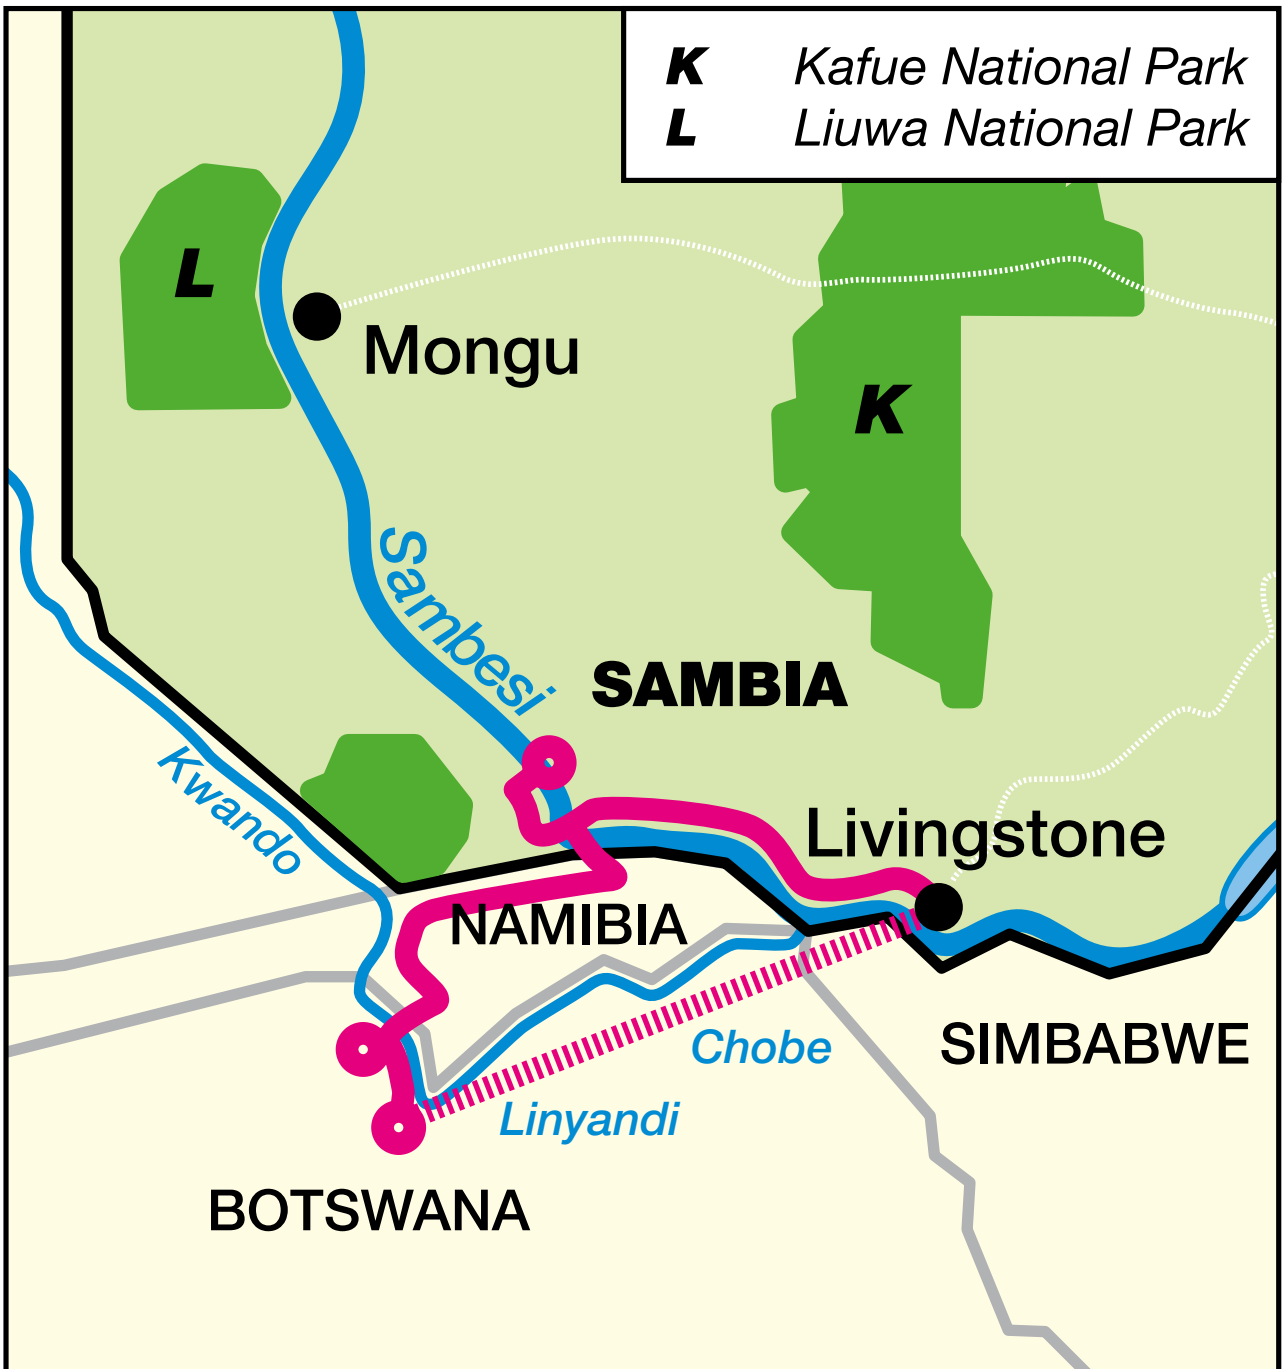 K Kafue National Park
L Liuwa National Park
L
Mongu
K
Sambesi
SAMBIA
Kwando
Livingstone
NAMIBIA
Chobe
SIMBABWE
Linyandi
BOTSWANA